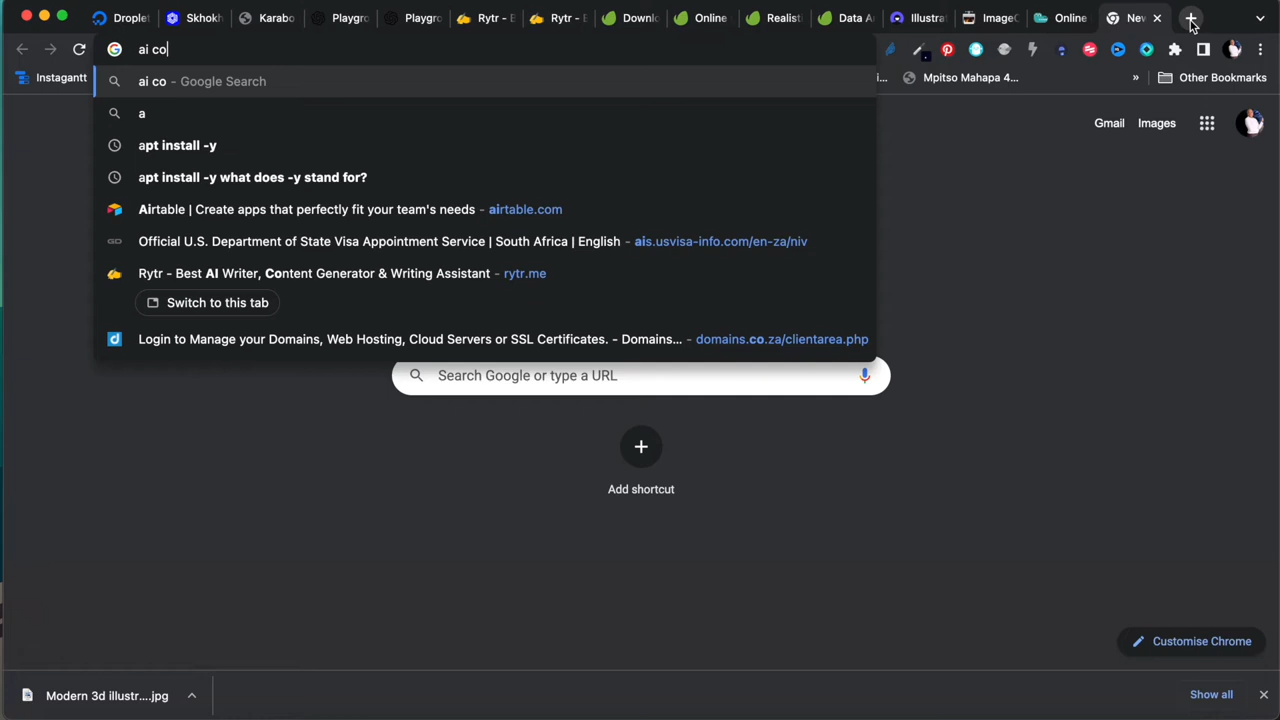 Droplet
Skhokh
Karabo
Playgro
Playgro
Rytr - E
Rytr - B
Downlo
Online
Realisti
Data A
Illustrat
ImageC
Online
New
ai co
Instagantt
ai co - Google Search
Mpitso Mahapa 4...
»
Other Bookmarks
a
Gmail
Images
apt install -y
apt install -y what does -y stand for?
Airtable | Create apps that perfectly fit your team's needs - airtable.com
Official U.S. Department of State Visa Appointment Service | South Africa | English - ais.usvisa-info.com/en-za/niv
Rytr - Best AI Writer, Content Generator & Writing Assistant - rytr.me
Switch to this tab
Login to Manage your Domains, Web Hosting, Cloud Servers or SSL Certificates. - Domains... - domains.co.za/clientarea.php
Search Google or type a URL
Add shortcut
Customise Chrome
Modern 3d illustr....jpg
Show all